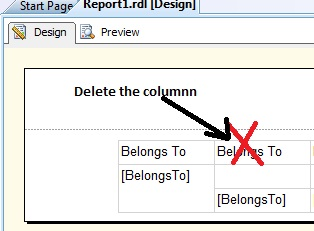 Start Page Report1.rdl [Design]
Design Preview
Delete the columnn
Belongs To Belongs To
[BelongsTo]
[BelongsTo]